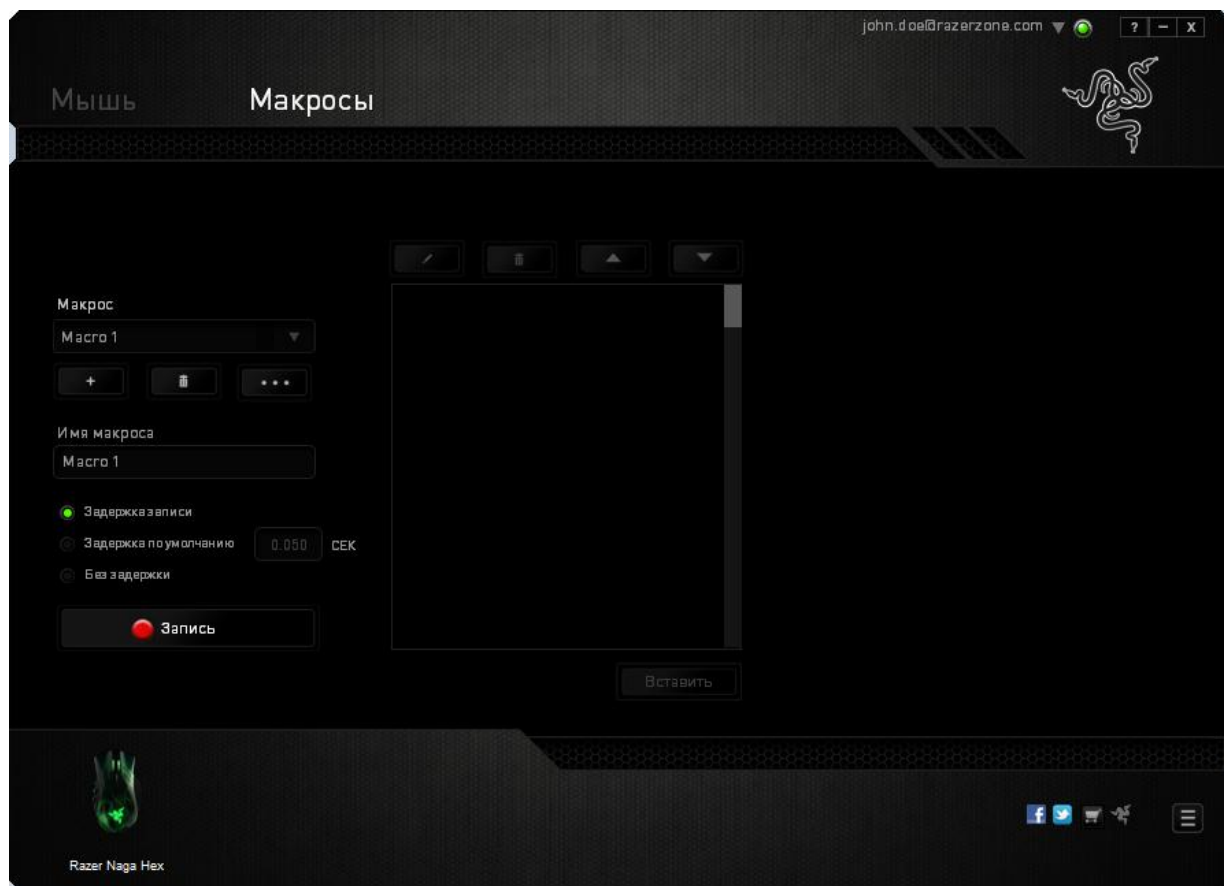 john.doe@razerzone.com
? – X
Мышь Макросы
Макрос
Macro 1
+ •••
Имя макроса
Macro 1
Задержка записи
Задержка по умолчанию 0.050 СЕК
Без задержки
Запись
Вставить
Razer Naga Hex